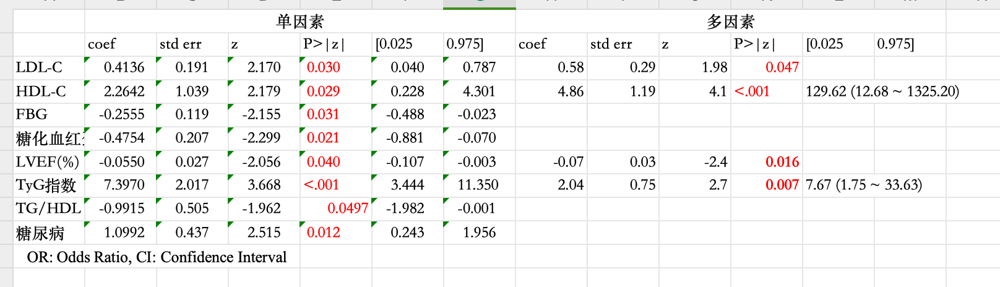 单因素 多因素
coef std err z P>|z| [0.025 0.975] coef std err z P>|z| [0.025 0.975]
LDL-C 0.4136 0.191 2.170 0.030 0.040 0.787 0.58 0.29 1.98 0.047
HDL-C 2.2642 1.039 2.179 0.029 0.228 4.301 4.86 1.19 4.1 <.001 129.62 (12.68 ~ 1325.20)
FBG -0.2555 0.119 -2.155 0.031 -0.488 -0.023
糖化血红 -0.4754 0.207 -2.299 0.021 -0.881 -0.070
LVEF(%) -0.0550 0.027 -2.056 0.040 -0.107 -0.003 -0.07 0.03 -2.4 0.016
TyG指数 7.3970 2.017 3.668 <.001 3.444 11.350 2.04 0.75 2.7 0.007 7.67 (1.75 ~ 33.63)
TG/HDL -0.9915 0.505 -1.962 0.0497 -1.982 -0.001
糖尿病 1.0992 0.437 2.515 0.012 0.243 1.956
OR: Odds Ratio, CI: Confidence Interval